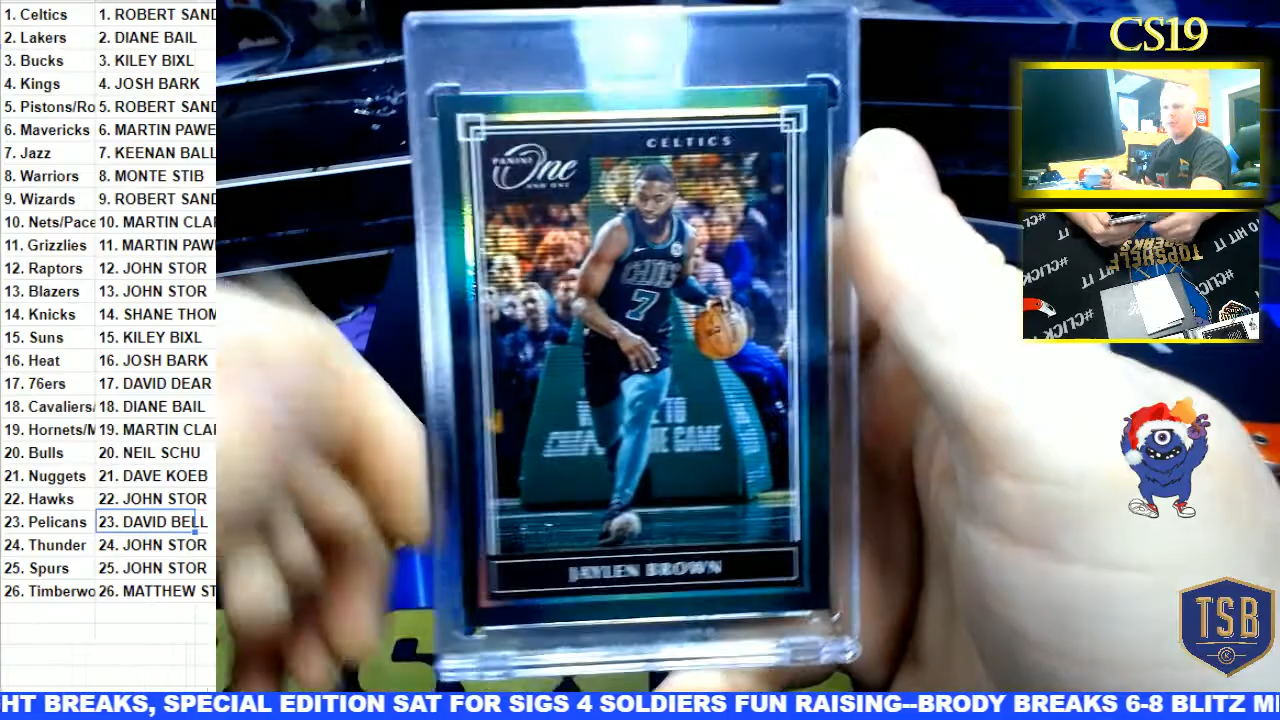 1. Celtics 1. ROBERT SAND
2. Lakers 2. DIANE BAIL
3. Bucks 3. KILEY BIXL
4. Kings 4. JOSH BARK
5. Pistons/Ro 5. ROBERT SAND
6. Mavericks 6. MARTIN PAWE
7. Jazz 7. KEENAN BALL
8. Warriors 8. MONTE STIB
9. Wizards 9. ROBERT SAND
10. Nets/Pace 10. MARTIN CLAI
11. Grizzlies 11. MARTIN PAW
12. Raptors 12. JOHN STOR
13. Blazers 13. JOHN STOR
14. Knicks 14. SHANE THOM
15. Suns 15. KILEY BIXL
16. Heat 16. JOSH BARK
17. 76ers 17. DAVID DEAR
18. Cavaliers/ 18. DIANE BAIL
19. Hornets/M 19. MARTIN CLAI
20. Bulls 20. NEIL SCHU
21. Nuggets 21. DAVE KOEB
22. Hawks 22. JOHN STOR
23. Pelicans 23. DAVID BELL
24. Thunder 24. JOHN STOR
25. Spurs 25. JOHN STOR
26. Timberwo 26. MATTHEW ST
CELTICS
PANINI
One
AND ONE
7
GAME
JAYLEN BROWN
CS19
TOPSHELF
BREAKS
#CLICK
TSB
HT BREAKS, SPECIAL EDITION SAT FOR SIGS 4 SOLDIERS FUN RAISING--BRODY BREAKS 6-8 BLITZ MI